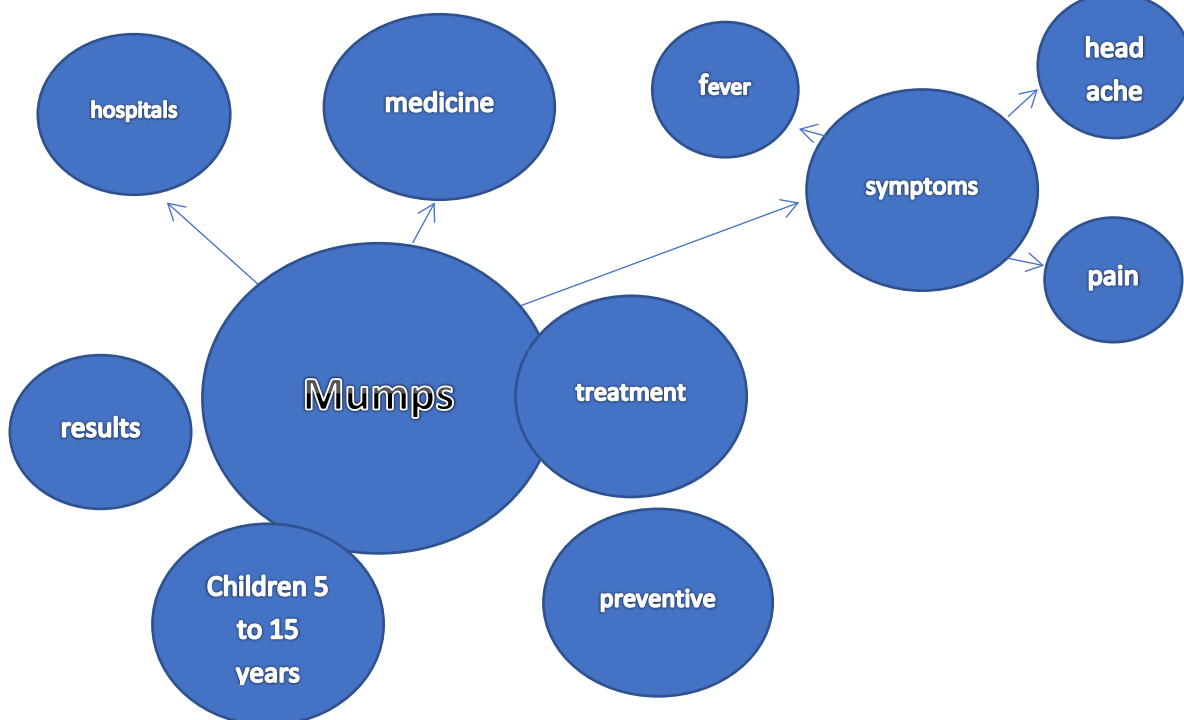 hospitals
medicine
fever
head
ache
symptoms
pain
Mumps
treatment
results
Children 5
to 15
years
preventive